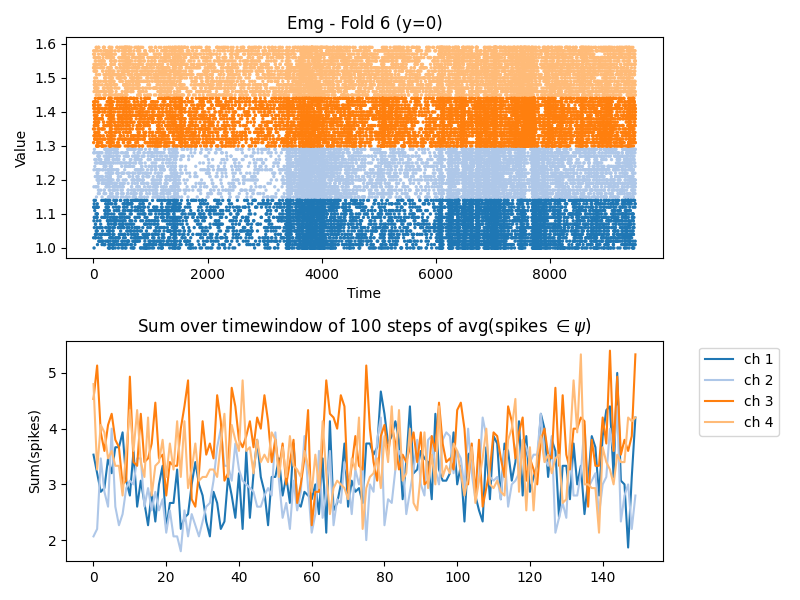 Emg - Fold 6 (y=0)
Value
1.6
1.5
1.4
1.3
1.2
1.1
1.0
0 2000 4000 6000 8000
Time
Sum over timewindow of 100 steps of avg(spikes ∈ ψ)
Sum(spikes)
5
4
3
2
0 20 40 60 80 100 120 140
ch 1
ch 2
ch 3
ch 4